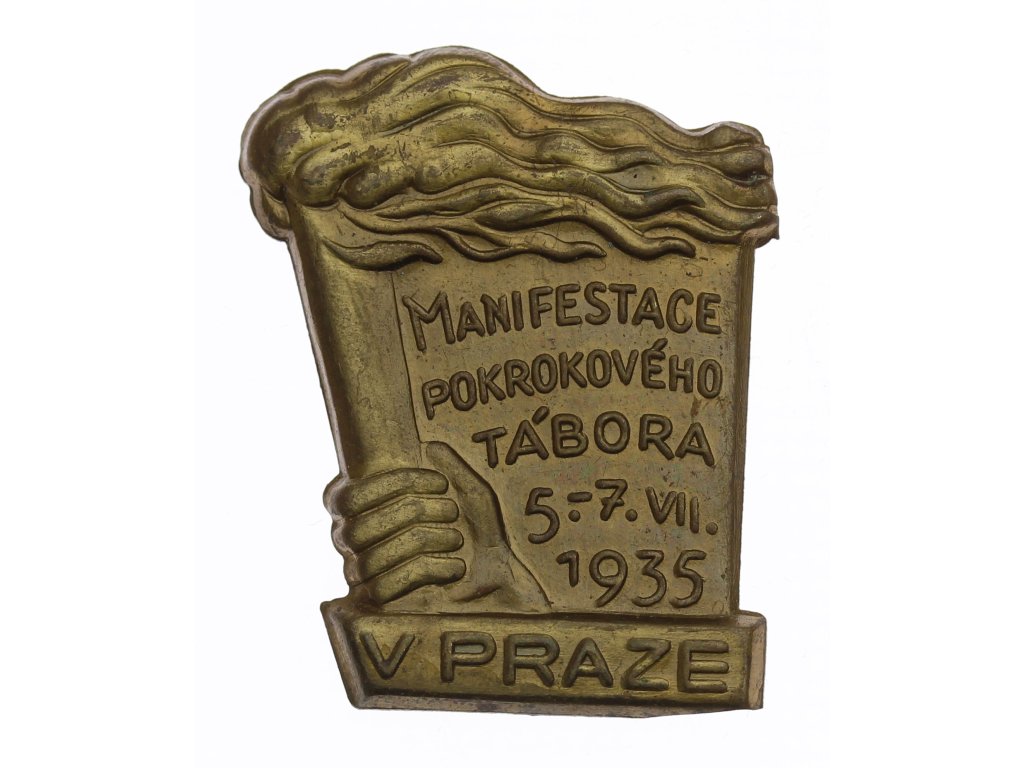 MANIFESTACE
POKROKOVÉHO
TÁBORA
5.-7. VII.
1935
V PRAZE